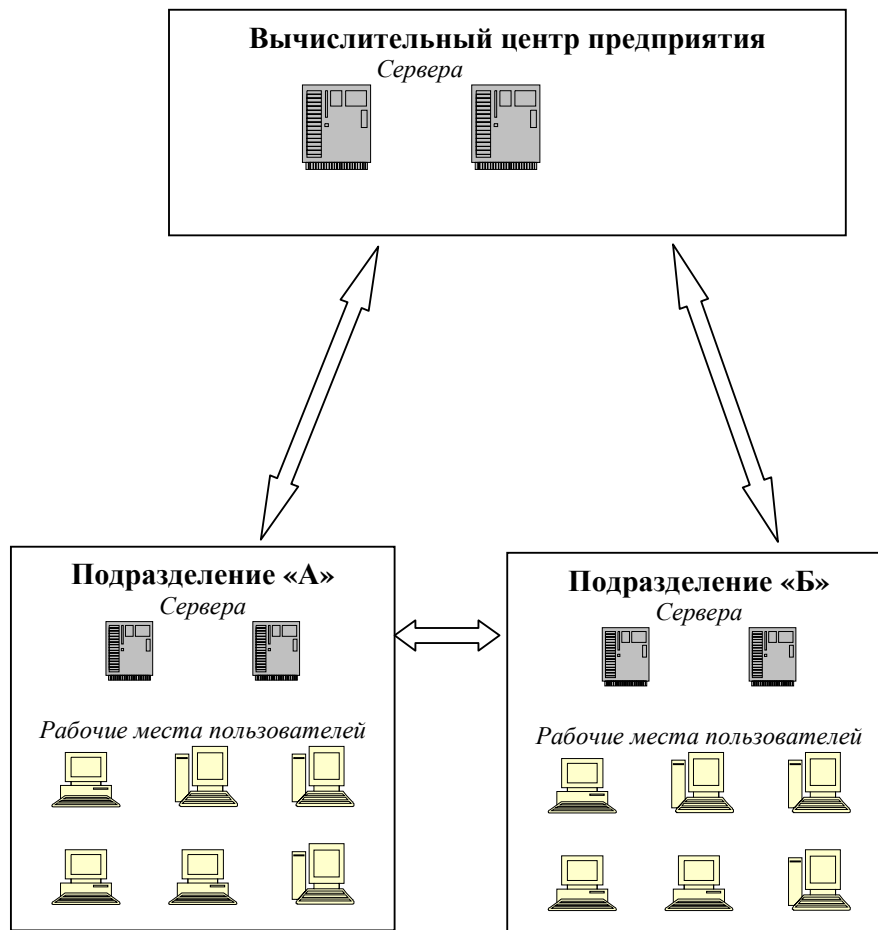 Вычислительный центр предприятия
Сервера
Подразделение «А»
Сервера
Рабочие места пользователей
Подразделение «Б»
Сервера
Рабочие места пользователей